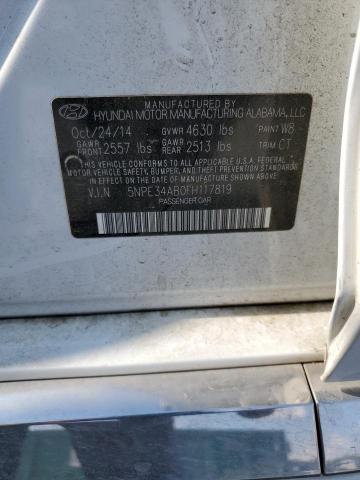 MANUFACTURED BY
HYUNDAI MOTOR MANUFACTURING ALABAMA, LLC
Oct/24/14 GVWR 4630 lbs PAINT W8
GAWR FRONT 2557 lbs GAWR REAR 2513 lbs TRIM CT
THIS VEHICLE CONFORMS TO ALL APPLICABLE U.S.A. FEDERAL
MOTOR VEHICLE SAFETY, BUMPER, AND THEFT PREVENTION
STANDARDS IN EFFECT ON THE DATE OF MANUFACTURE SHOWN ABOVE.
V.I.N 5NPE34AB0FH117819
PASSENGER CAR